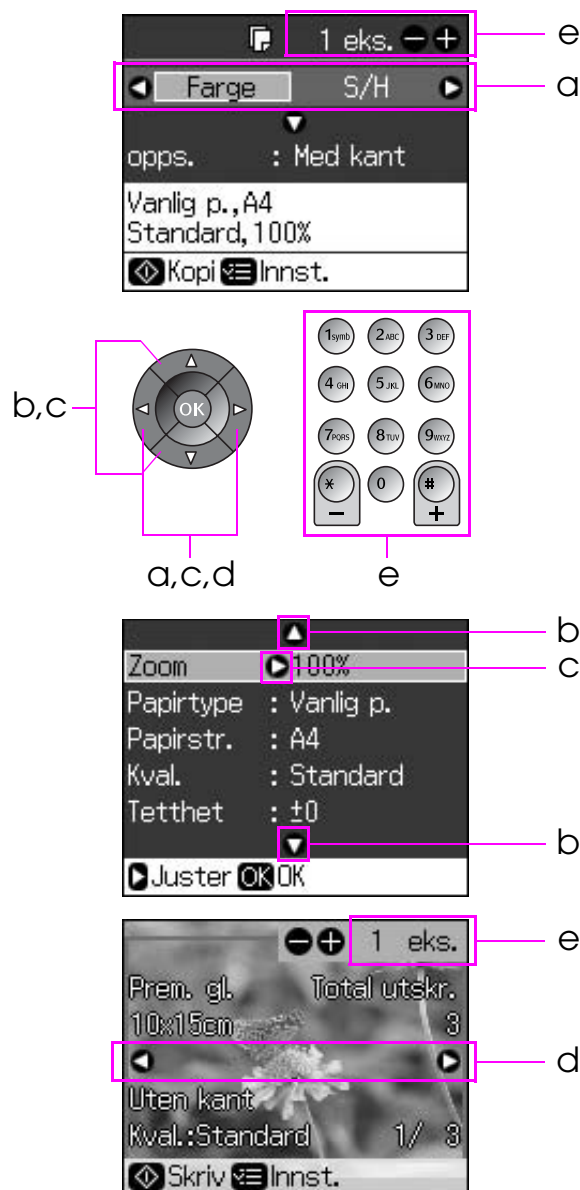 1 eks. e
Farge S/H a
opps. : Med kant
Vanlig p.,A4
Standard,100%
Kopi Innst.
b,c
OK
a,c,d
1symb 2ABC 3DEF
4GHI 5JKL 6MNO
7PQRS 8TUV 9WXYZ
* 0 #
− +
e
b
Zoom 100% c
Papirtype : Vanlig p.
Papirstr. : A4
Kval. : Standard
Tetthet : ±0
b
Juster OK OK
1 eks. e
Prem. gl. Total utskr.
10x15cm 3
d
Uten kant
Kval.:Standard 1/ 3
Skriv Innst.